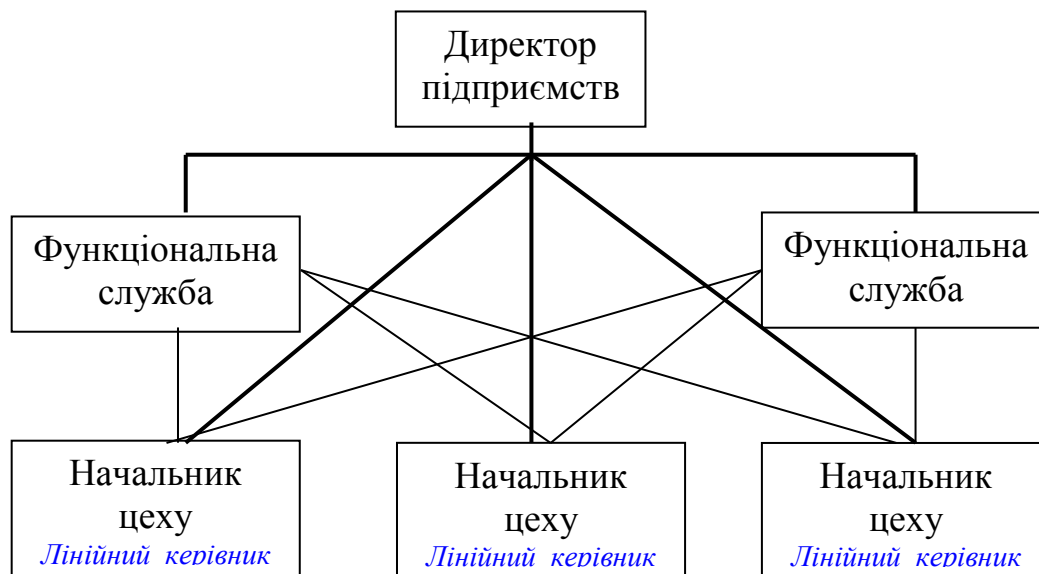 Директор
підприємств
Функціональна
служба
Функціональна
служба
Начальник
цеху
Лінійний керівник
Начальник
цеху
Лінійний керівник
Начальник
цеху
Лінійний керівник